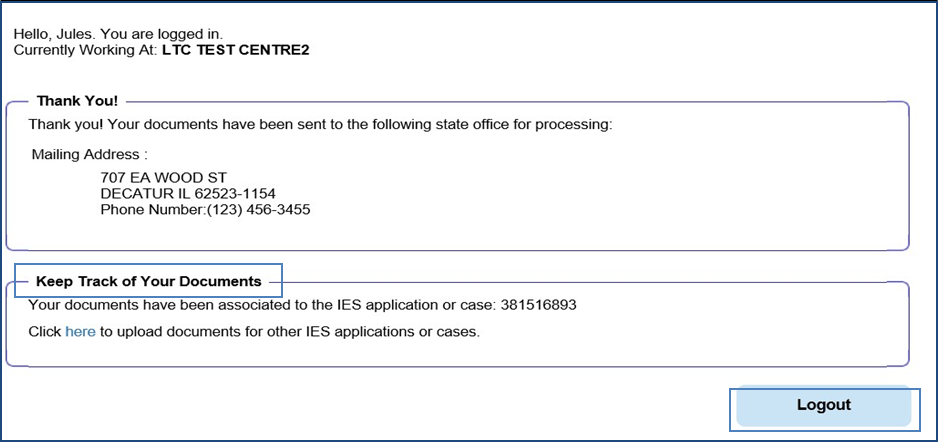 Hello, Jules. You are logged in.
Currently Working At: LTC TEST CENTRE2
Thank You!
Thank you! Your documents have been sent to the following state office for processing:
Mailing Address :
707 EA WOOD ST
DECATUR IL 62523-1154
Phone Number:(123) 456-3455
Keep Track of Your Documents
Your documents have been associated to the IES application or case: 381516893
Click here to upload documents for other IES applications or cases.
Logout